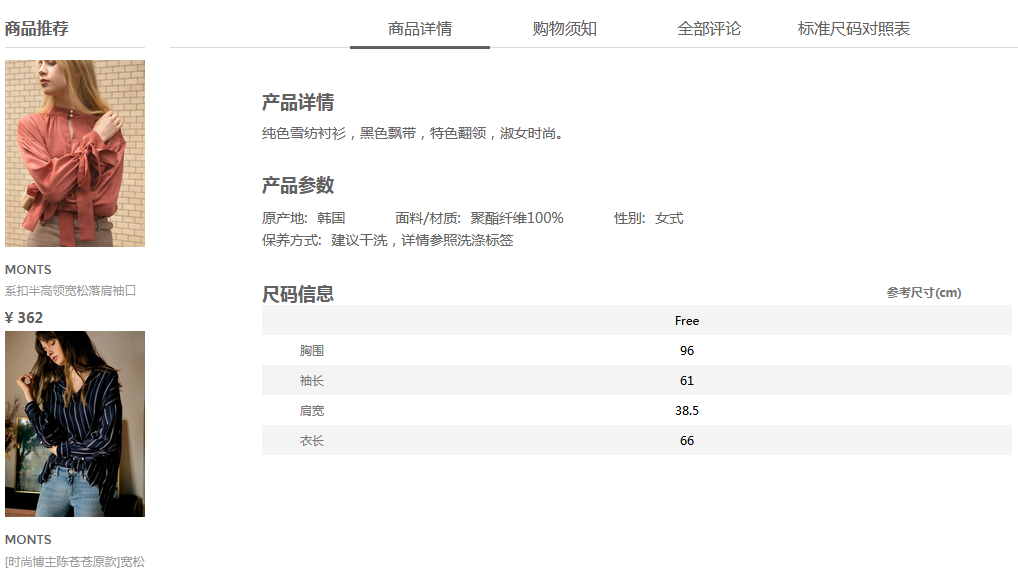 商品推荐
商品详情 购物须知 全部评论 标准尺码对照表
MONTS
系扣半高领宽松落肩袖口
¥ 362
MONTS
[时尚博主陈苍苍原款]宽松
产品详情
纯色雪纺衬衫，黑色飘带，特色翻领，淑女时尚。
产品参数
原产地: 韩国 面料/材质: 聚酯纤维100% 性别: 女式
保养方式: 建议干洗，详情参照洗涤标签
尺码信息 参考尺寸(cm)
Free
胸围 96
袖长 61
肩宽 38.5
衣长 66